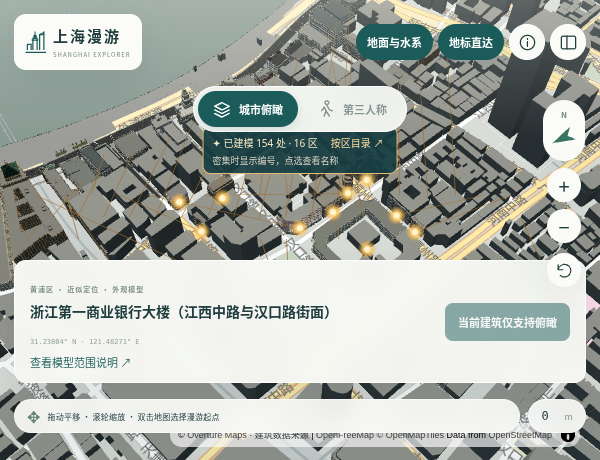 上海漫游
SHANGHAI EXPLORER
地面与水系
地标直达
城市俯瞰
第三人称
✦ 已建模 154 处 · 16 区 按区目录 ↗
密集时显示编号，点选查看名称
N
+
−
黄浦区 · 近似定位 · 外观模型
浙江第一商业银行大楼（江西中路与汉口路街面）
当前建筑仅支持俯瞰
31.23804° N · 121.48271° E
查看模型范围说明 ↗
拖动平移 · 滚轮缩放 · 双击地图选择漫游起点
0 m
© Overture Maps · 建筑数据来源 | OpenFreeMap © OpenMapTiles Data from OpenStreetMap